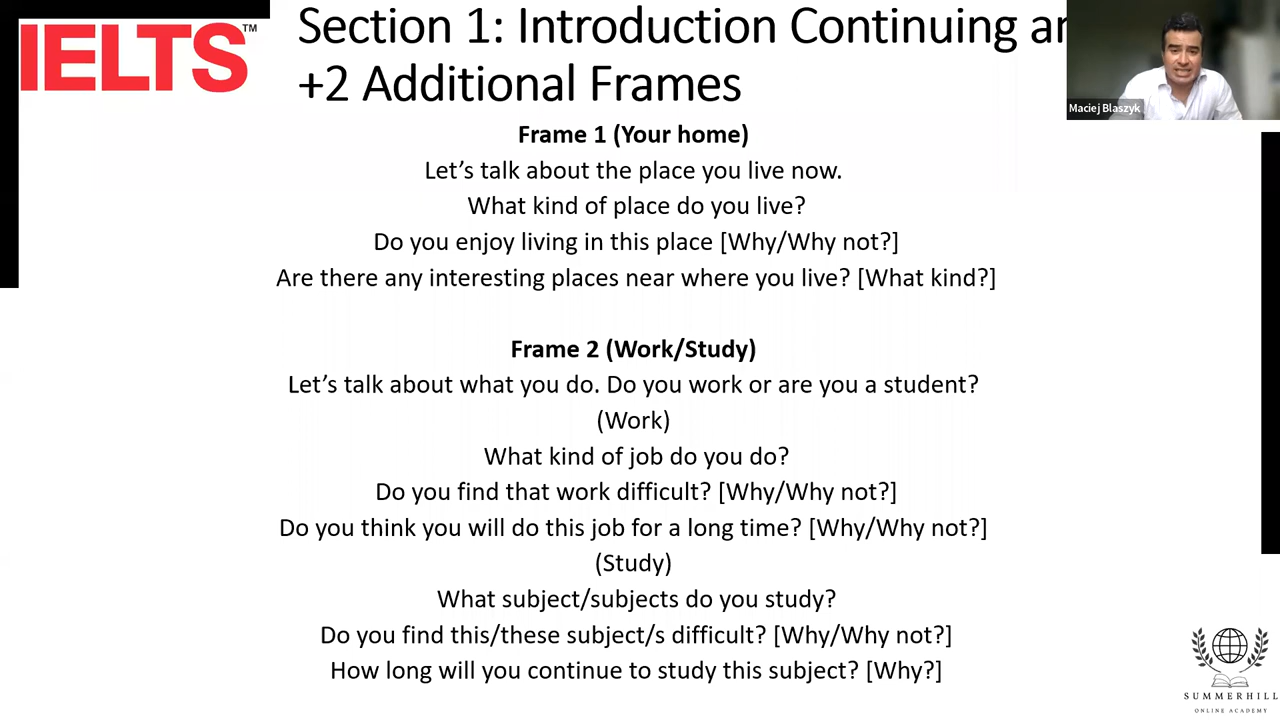 IELTS™
Section 1: Introduction Continuing
+2 Additional Frames
Maciej Blaszyk
Frame 1 (Your home)
Let's talk about the place you live now.
What kind of place do you live?
Do you enjoy living in this place [Why/Why not?]
Are there any interesting places near where you live? [What kind?]
Frame 2 (Work/Study)
Let's talk about what you do. Do you work or are you a student?
(Work)
What kind of job do you do?
Do you find that work difficult? [Why/Why not?]
Do you think you will do this job for a long time? [Why/Why not?]
(Study)
What subject/subjects do you study?
Do you find this/these subject/s difficult? [Why/Why not?]
How long will you continue to study this subject? [Why?]
SUMMERHILL
ONLINE ACADEMY